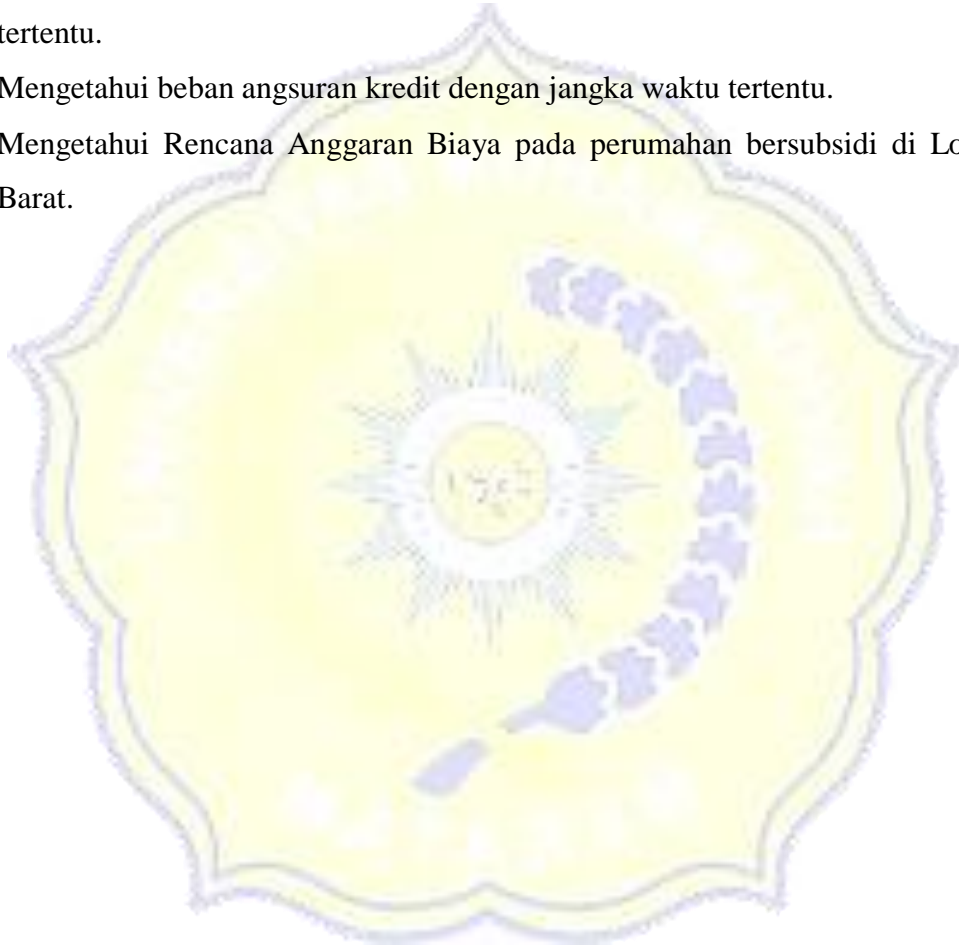 tertentu.
Mengetahui beban angsuran kredit dengan jangka waktu tertentu.
Mengetahui Rencana Anggaran Biaya pada perumahan bersubsidi di Lo
Barat.